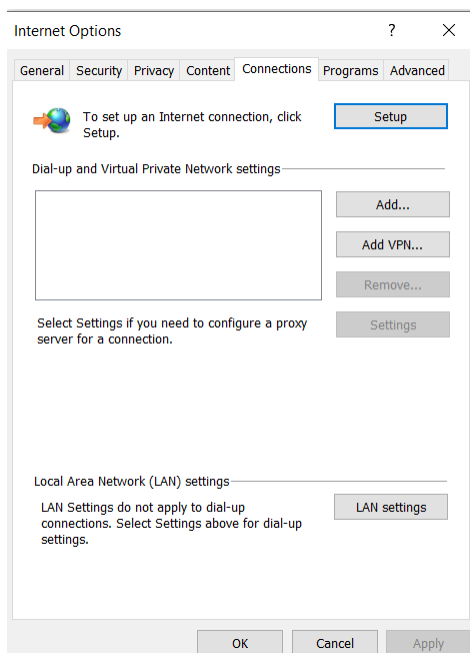 Internet Options
?
General Security Privacy Content Connections Programs Advanced
To set up an Internet connection, click
Setup.
Setup
Dial-up and Virtual Private Network settings
Add...
Add VPN...
Remove...
Select Settings if you need to configure a proxy
server for a connection.
Settings
Local Area Network (LAN) settings
LAN Settings do not apply to dial-up
connections. Select Settings above for dial-up
settings.
LAN settings
OK Cancel Apply